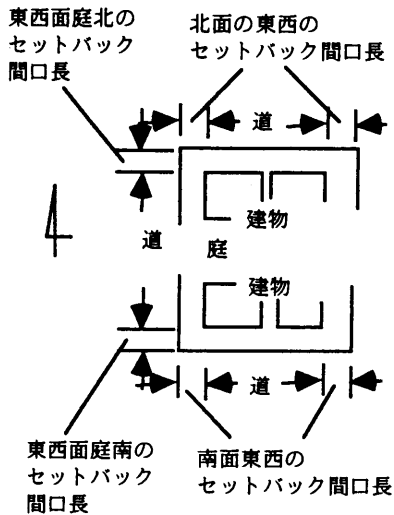 東西面庭北の
セットバック
間口長
北面の東西の
セットバック間口長
道
道
建物
庭
建物
道
東西面庭南の
セットバック
間口長
南面東西の
セットバック間口長